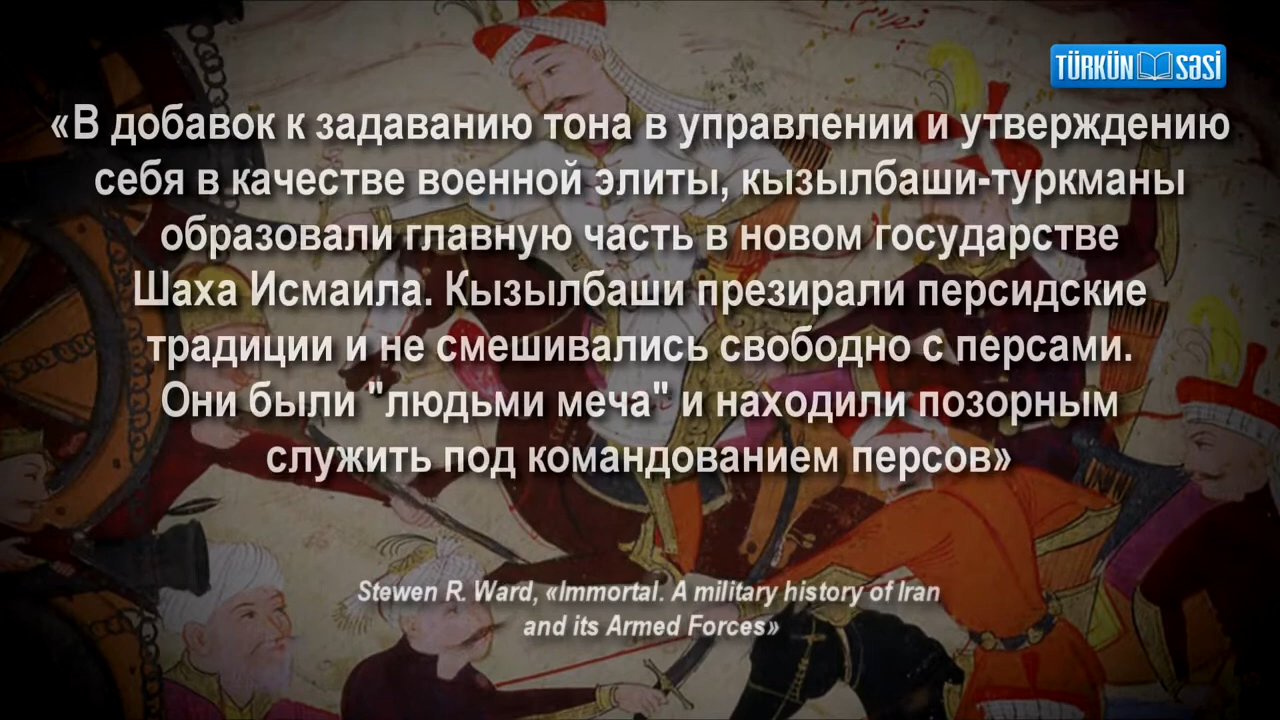 TÜRKÜN SƏSİ
«В добавок к задаванию тона в управлении и утверждению
себя в качестве военной элиты, кызылбаши-туркманы
образовали главную часть в новом государстве
Шаха Исмаила. Кызылбаши презирали персидские
традиции и не смешивались свободно с персами.
Они были "людьми меча" и находили позорным
служить под командованием персов»
Stewen R. Ward, «Immortal. A military history of Iran
and its Armed Forces»